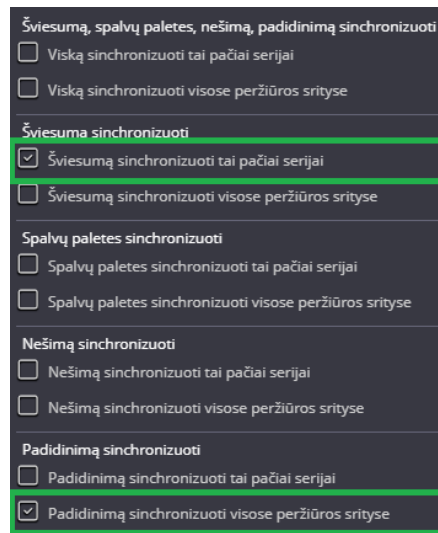 Šviesumą, spalvų paletes, nešimą, padidinimą sinchronizuoti
Viską sinchronizuoti tai pačiai serijai
Viską sinchronizuoti visose peržiūros srityse
Šviesuma sinchronizuoti
Šviesumą sinchronizuoti tai pačiai serijai
Šviesumą sinchronizuoti visose peržiūros srityse
Spalvų paletes sinchronizuoti
Spalvų paletes sinchronizuoti tai pačiai serijai
Spalvų paletes sinchronizuoti visose peržiūros srityse
Nešimą sinchronizuoti
Nešimą sinchronizuoti tai pačiai serijai
Nešimą sinchronizuoti visose peržiūros srityse
Padidinimą sinchronizuoti
Padidinimą sinchronizuoti tai pačiai serijai
Padidinimą sinchronizuoti visose peržiūros srityse